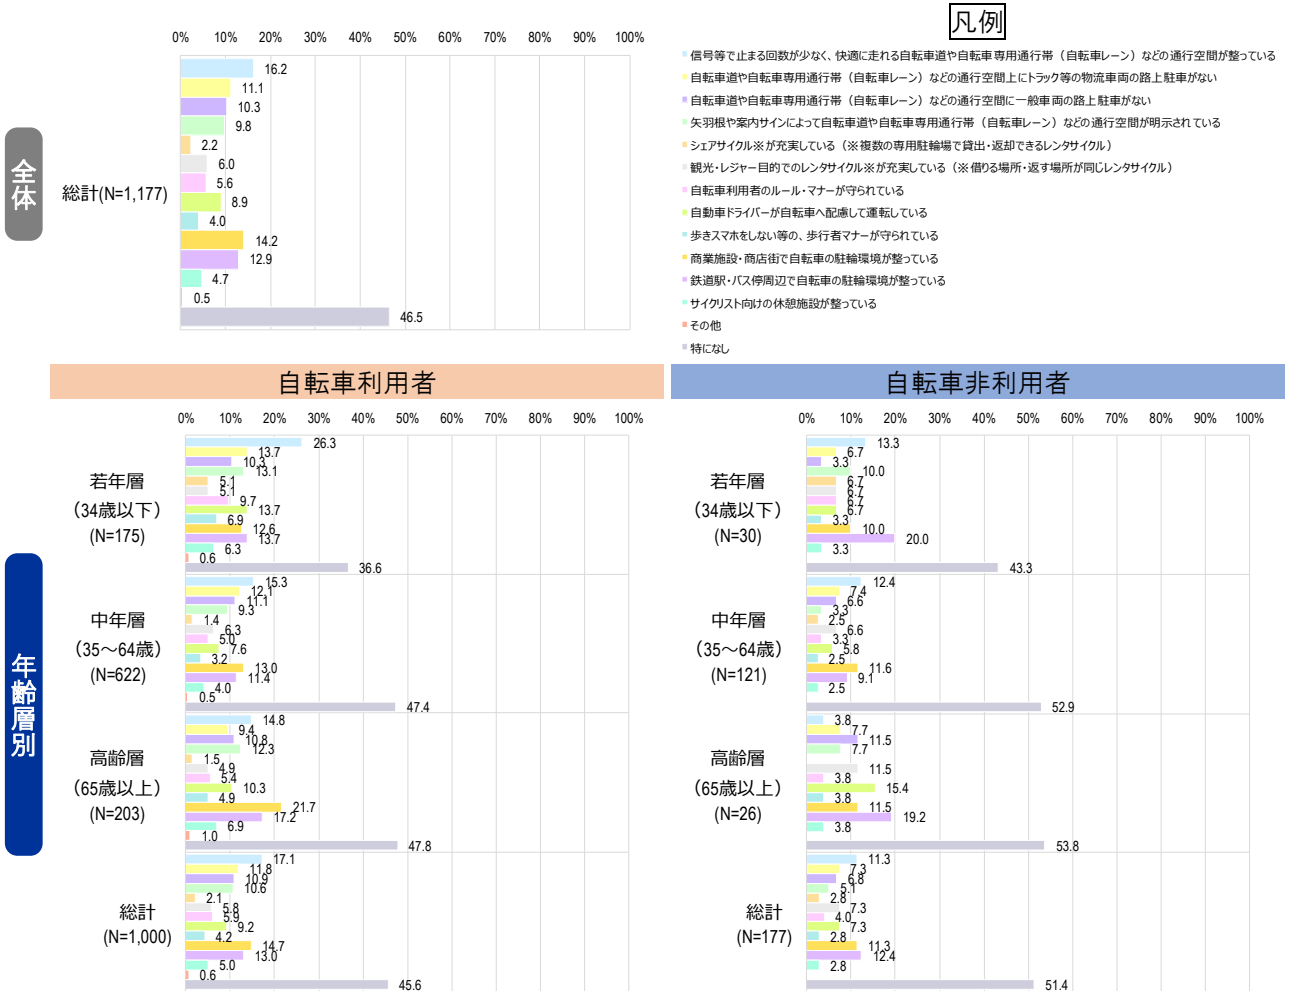 凡例
0% 10% 20% 30% 40% 50% 60% 70% 80% 90% 100%
全体
総計(N=1,177)
16.2
11.1
10.3
9.8
2.2
6.0
5.6
8.9
4.0
14.2
12.9
4.7
0.5
46.5
信号等で止まる回数が少なく、快適に走れる自転車道や自転車専用通行帯（自転車レーン）などの通行空間が整っている
自転車道や自転車専用通行帯（自転車レーン）などの通行空間上にトラック等の物流車両の路上駐車がない
自転車道や自転車専用通行帯（自転車レーン）などの通行空間に一般車両の路上駐車がない
矢羽根や案内サインによって自転車道や自転車専用通行帯（自転車レーン）などの通行空間が明示されている
シェアサイクル※が充実している（※複数の専用駐輪場で貸出・返却できるレンタサイクル）
観光・レジャー目的でのレンタサイクル※が充実している（※借りる場所・返す場所が同じレンタサイクル）
自転車利用者のルール・マナーが守られている
自動車ドライバーが自転車へ配慮して運転している
歩きスマホをしない等の、歩行者マナーが守られている
商業施設・商店街で自転車の駐輪環境が整っている
鉄道駅・バス停周辺で自転車の駐輪環境が整っている
サイクリスト向けの休憩施設が整っている
その他
特になし
年齢層別
自転車利用者
0% 10% 20% 30% 40% 50% 60% 70% 80% 90% 100%
若年層
（34歳以下）
(N=175)
26.3
13.7
10.3
13.1
5.1
5.1
9.7
13.7
6.9
12.6
13.7
6.3
0.6
36.6
中年層
（35～64歳）
(N=622)
15.3
12.1
11.1
9.3
1.4
6.3
5.0
7.6
3.2
13.0
11.4
4.0
0.5
47.4
高齢層
（65歳以上）
(N=203)
14.8
9.4
10.8
12.3
1.5
4.9
5.4
10.3
4.9
21.7
17.2
6.9
1.0
47.8
総計
(N=1,000)
17.1
11.8
10.9
10.6
2.1
5.8
5.9
9.2
4.2
14.7
13.0
5.0
0.6
45.6
自転車非利用者
0% 10% 20% 30% 40% 50% 60% 70% 80% 90% 100%
若年層
（34歳以下）
(N=30)
13.3
6.7
3.3
10.0
6.7
6.7
6.7
6.7
3.3
10.0
20.0
3.3
43.3
中年層
（35～64歳）
(N=121)
12.4
7.4
6.6
3.3
2.5
6.6
3.3
5.8
2.5
11.6
9.1
2.5
52.9
高齢層
（65歳以上）
(N=26)
3.8
7.7
11.5
7.7
11.5
3.8
15.4
3.8
11.5
19.2
3.8
53.8
総計
(N=177)
11.3
7.3
6.8
5.1
2.8
7.3
4.0
7.3
2.8
11.3
12.4
2.8
51.4